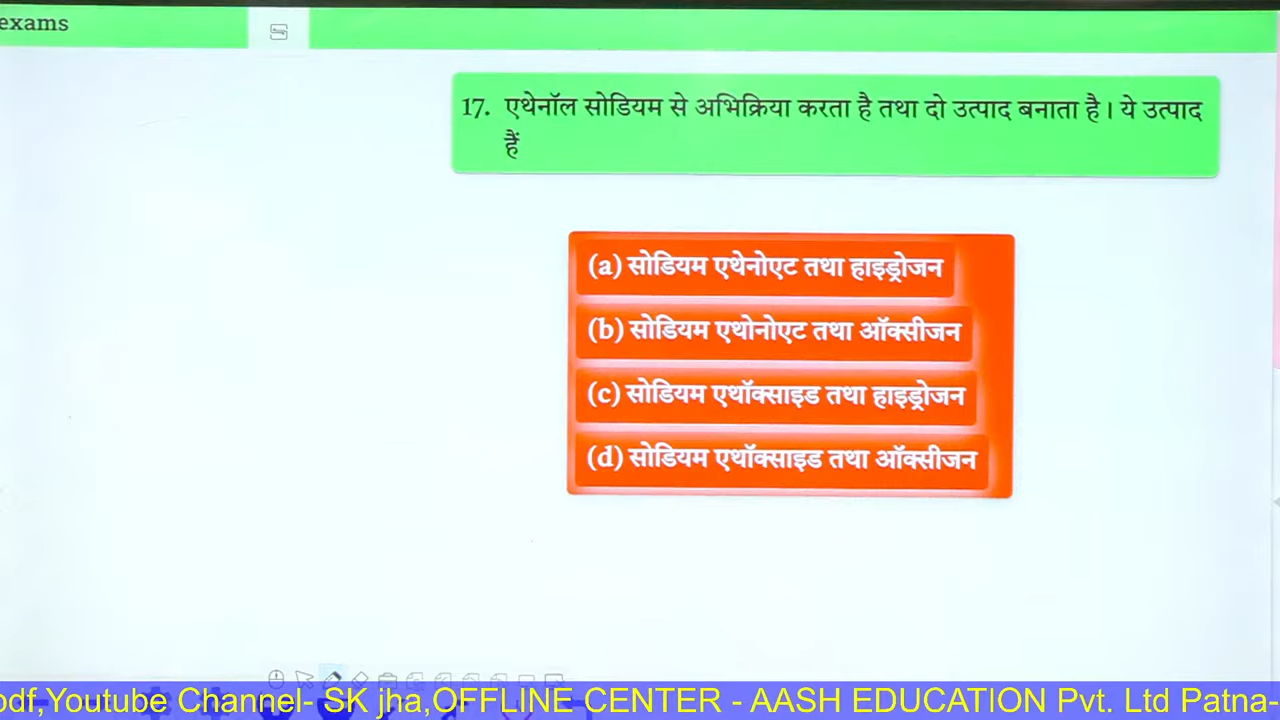 exams
17. एथेनॉल सोडियम से अभिक्रिया करता है तथा दो उत्पाद बनाता है। ये उत्पाद
हैं
(a) सोडियम एथेनोएट तथा हाइड्रोजन
(b) सोडियम एथोनोएट तथा ऑक्सीजन
(c) सोडियम एथॉक्साइड तथा हाइड्रोजन
(d) सोडियम एथॉक्साइड तथा ऑक्सीजन
pdf,Youtube Channel- SK jha,OFFLINE CENTER - AASH EDUCATION Pvt. Ltd Patna-